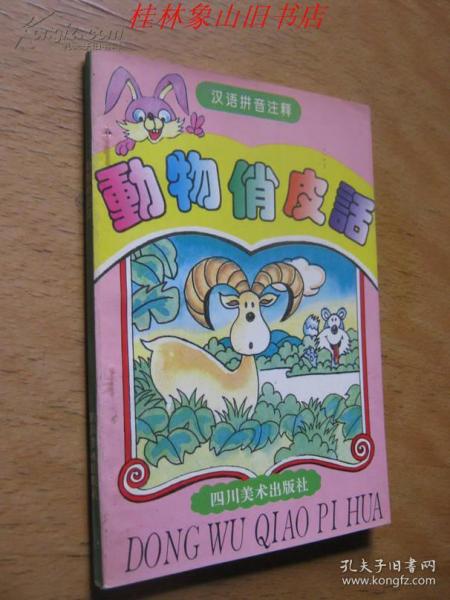 桂林象山旧书店
Kongfz.com
汉语拼音注释
動物俏皮話
四川美术出版社
DONG WU QIAO PI HUA
孔夫子旧书网
www.kongfz.com